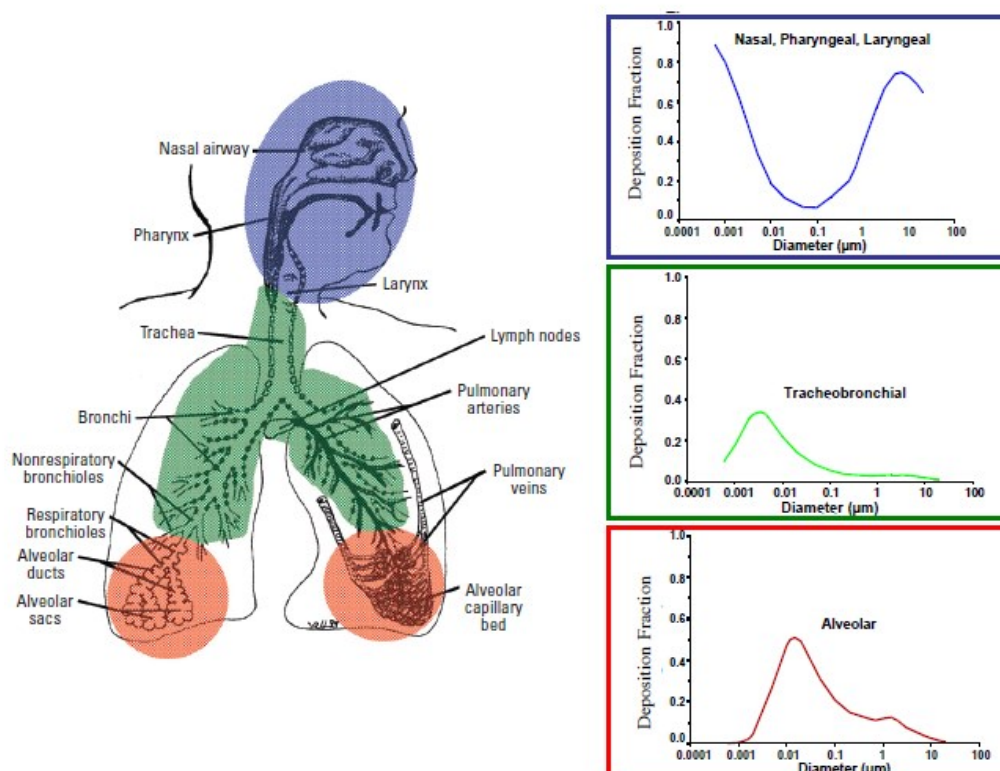 Nasal airway
Pharynx
Larynx
Trachea
Lymph nodes
Bronchi
Pulmonary
arteries
Nonrespiratory
bronchioles
Pulmonary
veins
Respiratory
bronchioles
Alveolar
ducts
Alveolar
sacs
Alveolar
capillary
bed
Nasal, Pharyngeal, Laryngeal
Deposition Fraction
1.0
0.8
0.6
0.4
0.2
0.0
0.0001 0.001 0.01 0.1 1 10 100
Diameter (µm)
Tracheobronchial
Deposition Fraction
1.0
0.8
0.6
0.4
0.2
0.0
0.0001 0.001 0.01 0.1 1 10 100
Diameter (µm)
Alveolar
Deposition Fraction
1.0
0.8
0.6
0.4
0.2
0.0
0.0001 0.001 0.01 0.1 1 10 100
Diameter (µm)